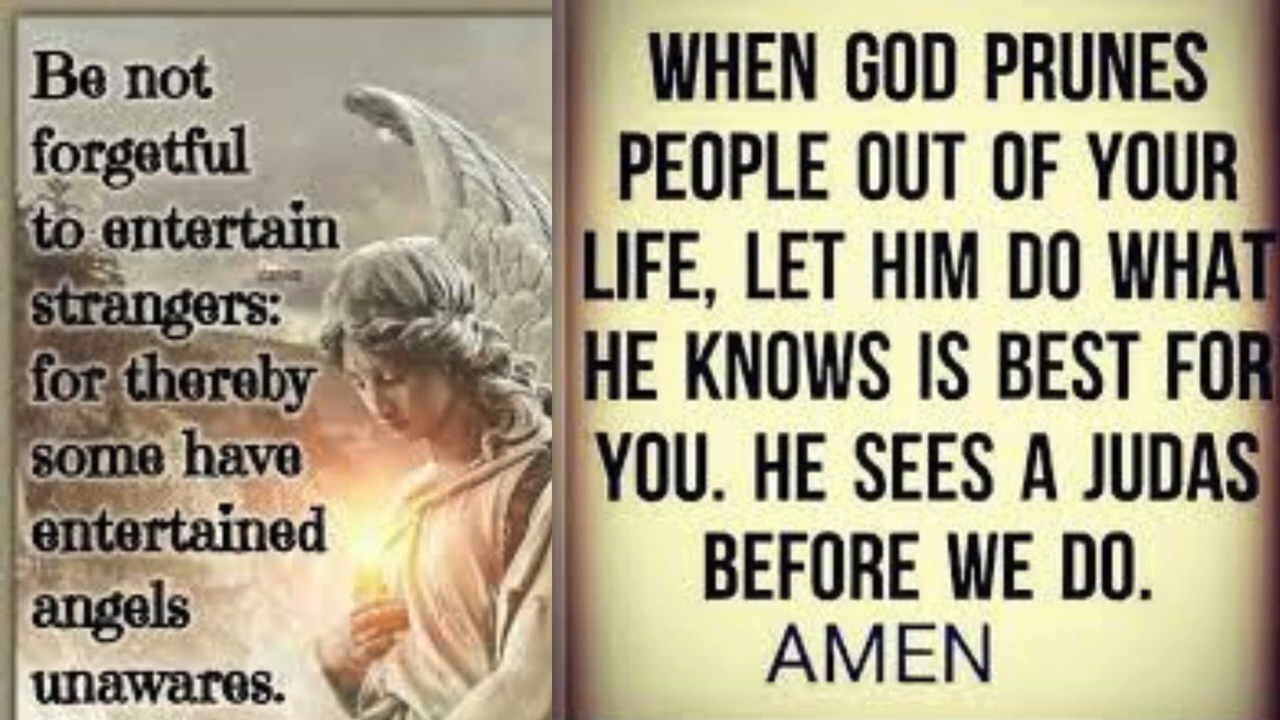 Be not
forgetful
to entertain
strangers:
for thereby
some have
entertained
angels
unawares.
WHEN GOD PRUNES
PEOPLE OUT OF YOUR
LIFE, LET HIM DO WHAT
HE KNOWS IS BEST FOR
YOU. HE SEES A JUDAS
BEFORE WE DO.
AMEN